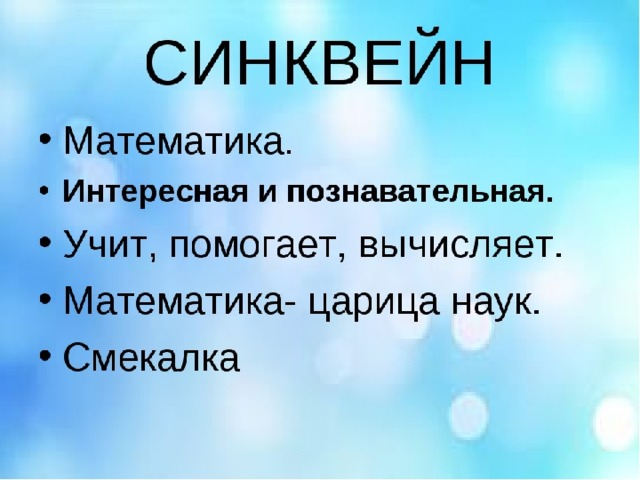 СИНКВЕЙН
• Математика.
• Интересная и познавательная.
• Учит, помогает, вычисляет.
• Математика- царица наук.
• Смекалка